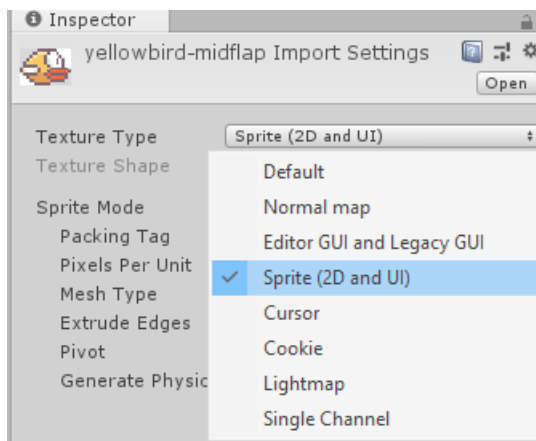 Inspector
yellowbird-midflap Import Settings
Open
Texture Type Sprite (2D and UI)
Texture Shape
Default
Sprite Mode
Normal map
Packing Tag
Editor GUI and Legacy GUI
Pixels Per Unit
Sprite (2D and UI)
Mesh Type
Cursor
Extrude Edges
Pivot
Cookie
Generate Physic
Lightmap
Single Channel